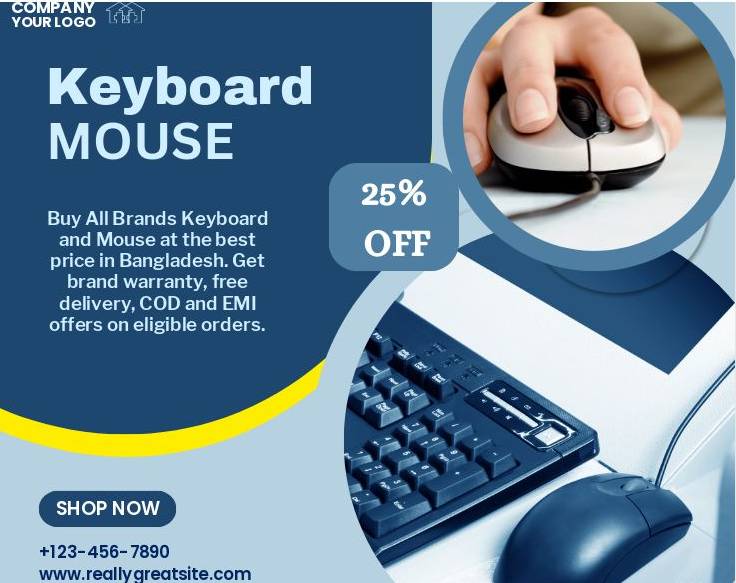 COMPANY
YOUR LOGO
Keyboard
MOUSE
25%
OFF
Buy All Brands Keyboard
and Mouse at the best
price in Bangladesh. Get
brand warranty, free
delivery, COD and EMI
offers on eligible orders.
SHOP NOW
+123-456-7890
www.reallygreatsite.com